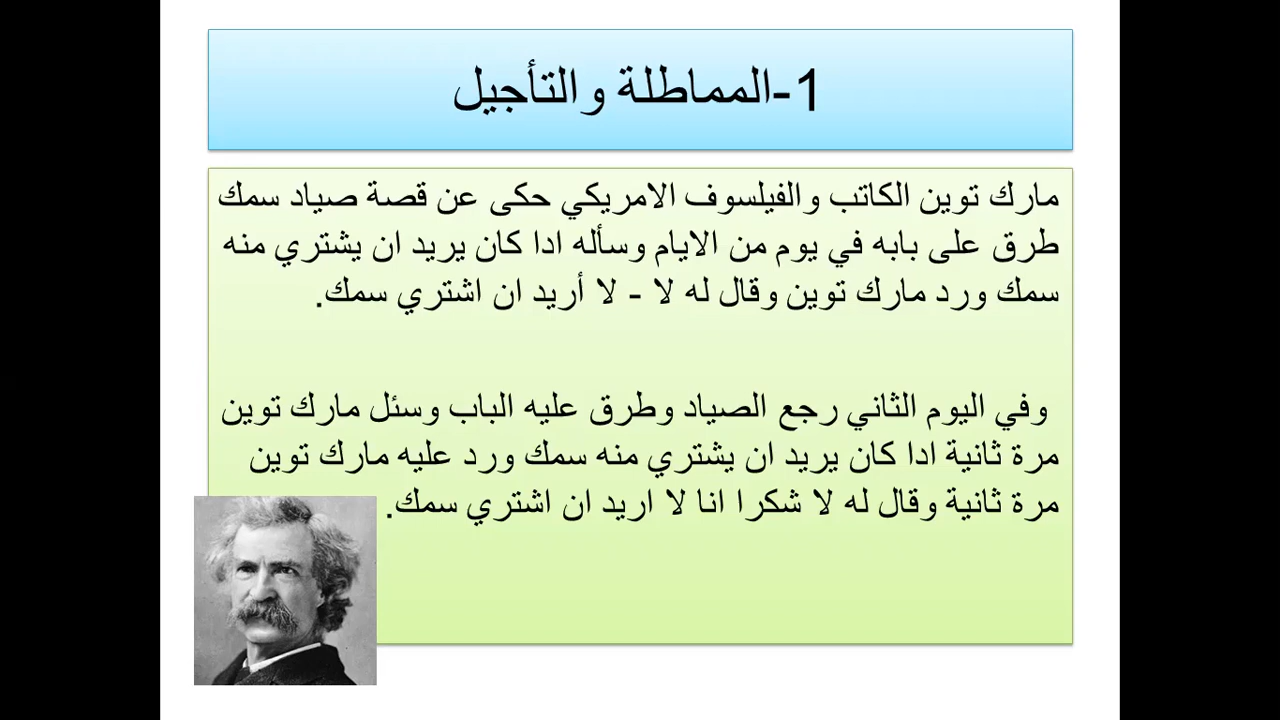 1-المماطلة والتأجيل
مارك توين الكاتب والفيلسوف الامريكي حكى عن قصة صياد سمك
طرق على بابه في يوم من الايام وسأله ادا كان يريد ان يشتري منه
سمك ورد مارك توين وقال له لا - لا أريد ان اشتري سمك.
وفي اليوم الثاني رجع الصياد وطرق عليه الباب وسئل مارك توين
مرة ثانية ادا كان يريد ان يشتري منه سمك ورد عليه مارك توين
مرة ثانية وقال له لا شكرا انا لا اريد ان اشتري سمك.